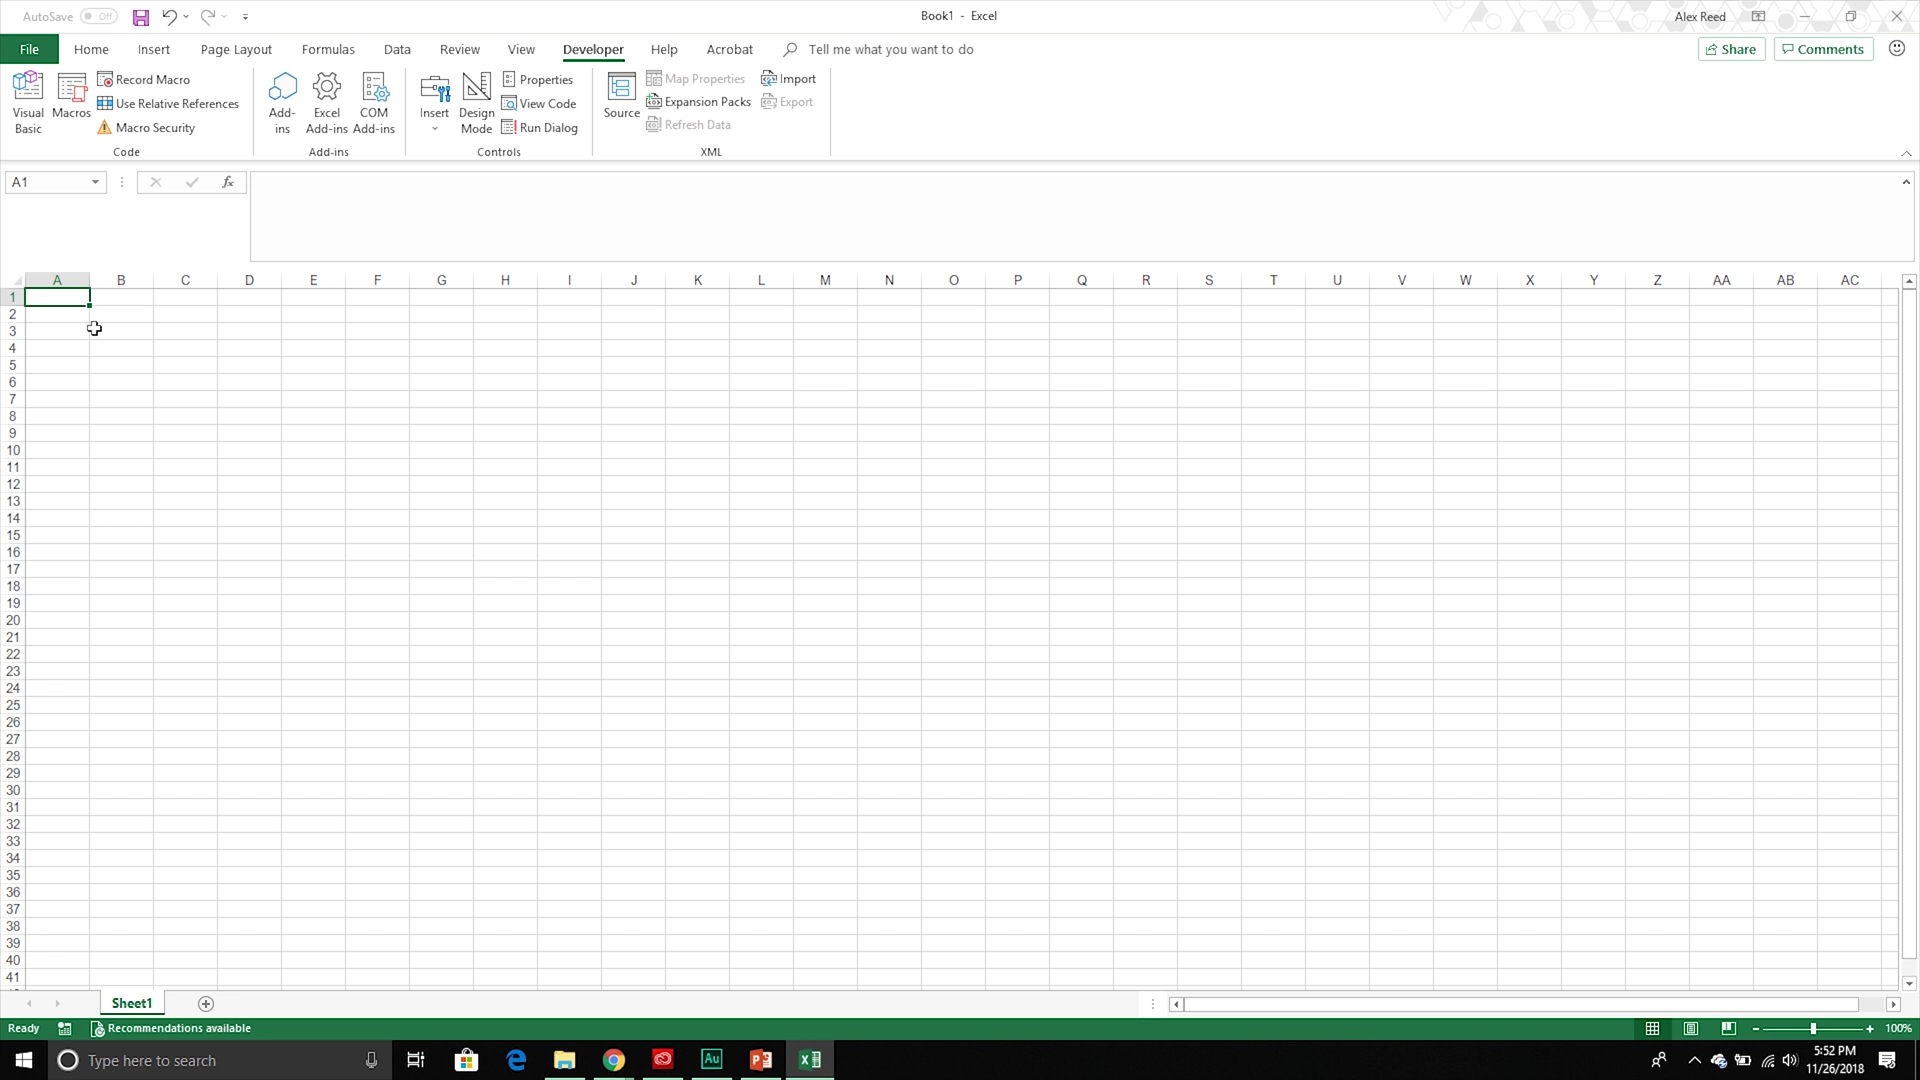 AutoSave Off Book1 - Excel Alex Reed
File Home Insert Page Layout Formulas Data Review View Developer Help Acrobat Tell me what you want to do Share Comments
Visual Basic
Macros
Record Macro
Use Relative References
Macro Security
Code
Add-ins
Excel Add-ins
COM Add-ins
Add-ins
Insert
Design Mode
Properties
View Code
Run Dialog
Controls
Source
Map Properties
Expansion Packs
Refresh Data
Import
Export
XML
A1 fx
A B C D E F G H I J K L M N O P Q R S T U V W X Y Z AA AB AC
1
2
3
4
5
6
7
8
9
10
11
12
13
14
15
16
17
18
19
20
21
22
23
24
25
26
27
28
29
30
31
32
33
34
35
36
37
38
39
40
41
Sheet1
Ready Recommendations available 100%
Type here to search Au 5:52 PM
11/26/2018